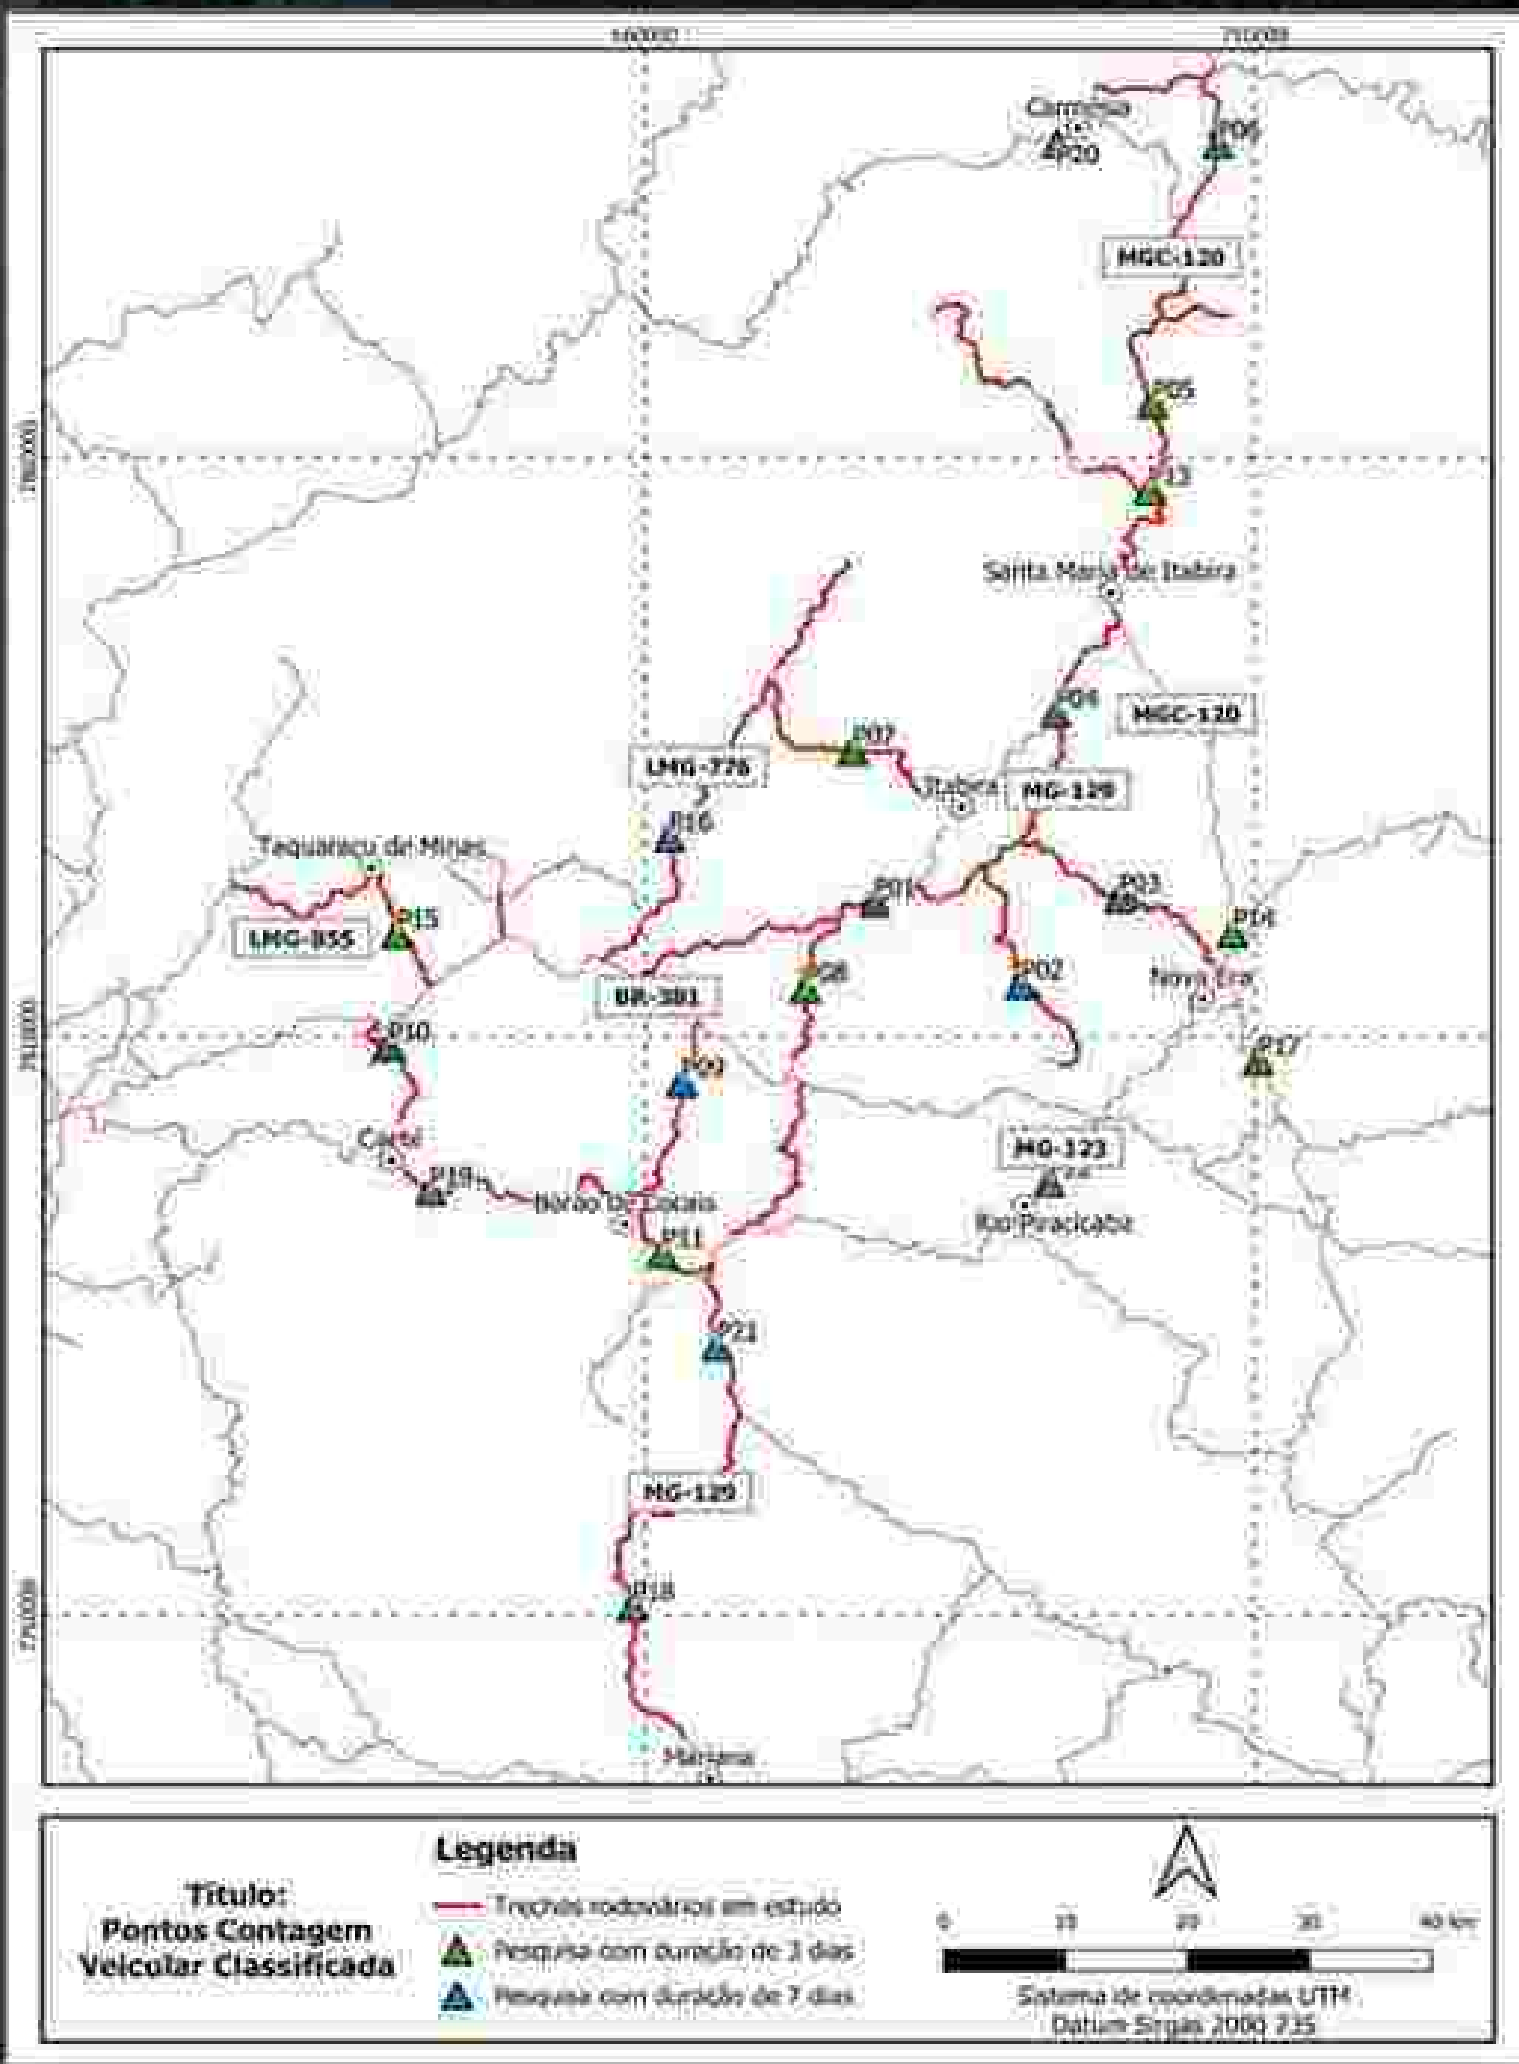 Carmésia
P06
P20
MGC-120
P05
P13
Santa Maria de Itabira
P04
MGC-120
P07
LMG-776
Itabira
MG-129
P16
Taquaraçu de Minas
P01
P03
P15
P14
LMG-855
P02
Nova Era
BR-381
P10
P17
P09
Caeté
MG-123
P19
Barão De Cocais
Rio Piracicaba
P11
P21
MG-129
P18
Mariana
Legenda
Título:
Pontos Contagem
Veicular Classificada
Trechos rodoviários em estudo
Pesquisa com duração de 3 dias
Pesquisa com duração de 7 dias
0 10 20 30 40 km
Sistema de coordenadas UTM
Datum Sirgas 2000 23S